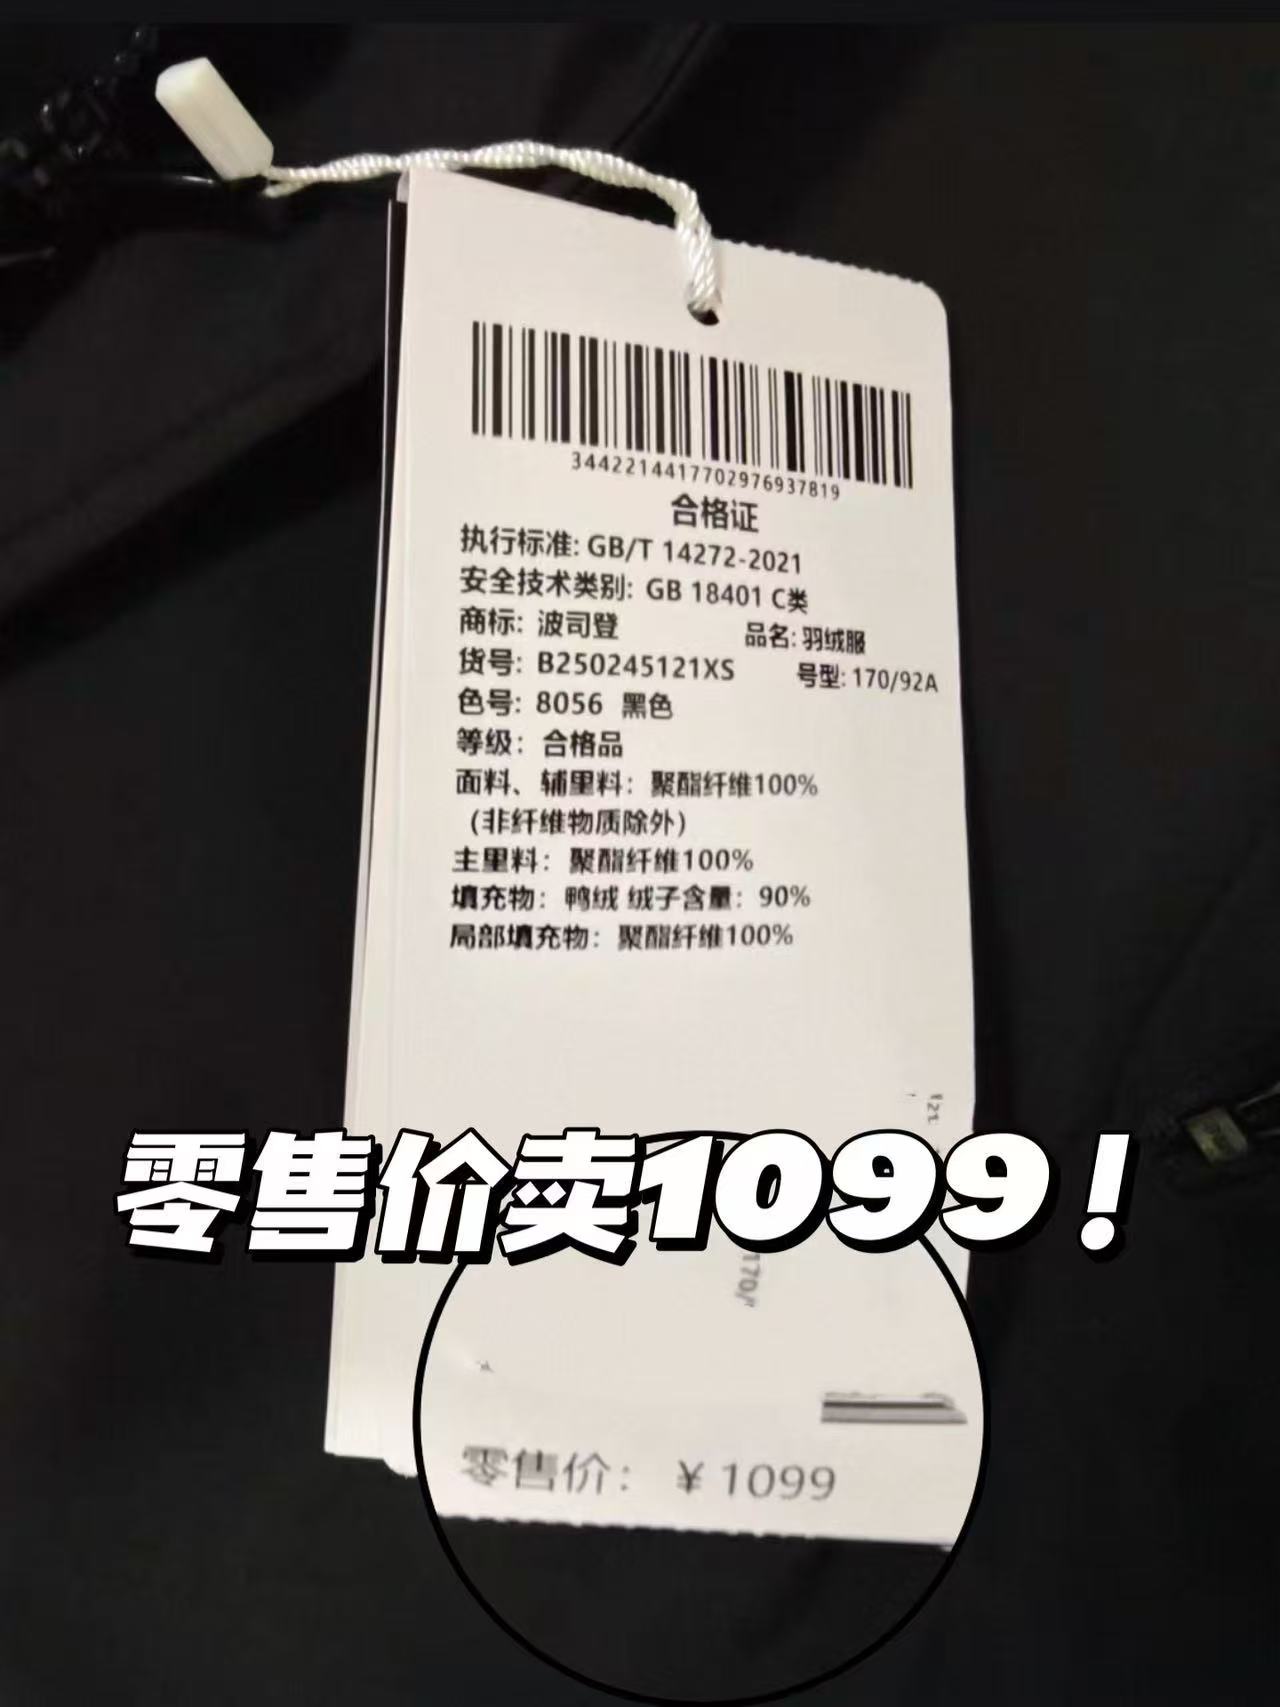 3442214417702976937819
合格证
执行标准: GB/T 14272-2021
安全技术类别: GB 18401 C类
商标: 波司登 品名: 羽绒服
货号: B250245121XS 号型: 170/92A
色号: 8056 黑色
等级: 合格品
面料、辅里料: 聚酯纤维100%
(非纤维物质除外)
主里料: 聚酯纤维100%
填充物: 鸭绒 绒子含量: 90%
局部填充物: 聚酯纤维100%
零售价卖1099!
170/
零售价: ¥1099